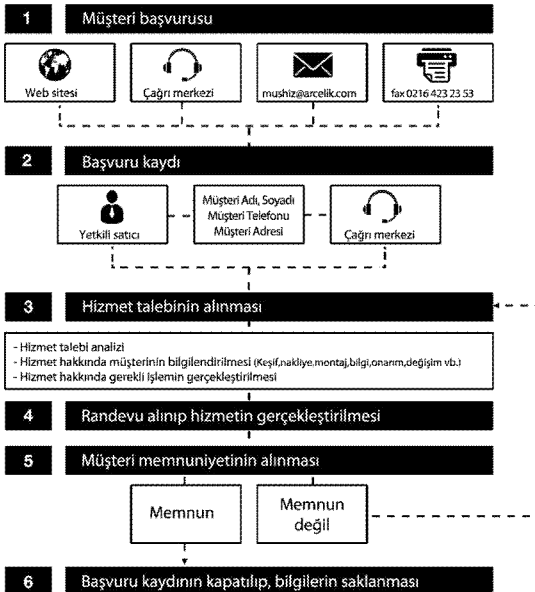 1 Müşteri başvurusu
Web sitesi
Çağrı merkezi
mushiz@arcelik.com
fax 0216 423 23 53
2 Başvuru kaydı
Yetkili satıcı
Müşteri Adı, Soyadı
Müşteri Telefonu
Müşteri Adresi
Çağrı merkezi
3 Hizmet talebinin alınması
- Hizmet talebi analizi
- Hizmet hakkında müşterinin bilgilendirilmesi (Keşif,nakliye,montaj,bilgi,onarım,değişim vb.)
- Hizmet hakkında gerekli işlemin gerçekleştirilmesi
4 Randevu alınıp hizmetin gerçekleştirilmesi
5 Müşteri memnuniyetinin alınması
Memnun
Memnun
değil
6 Başvuru kaydının kapatılıp, bilgilerin saklanması